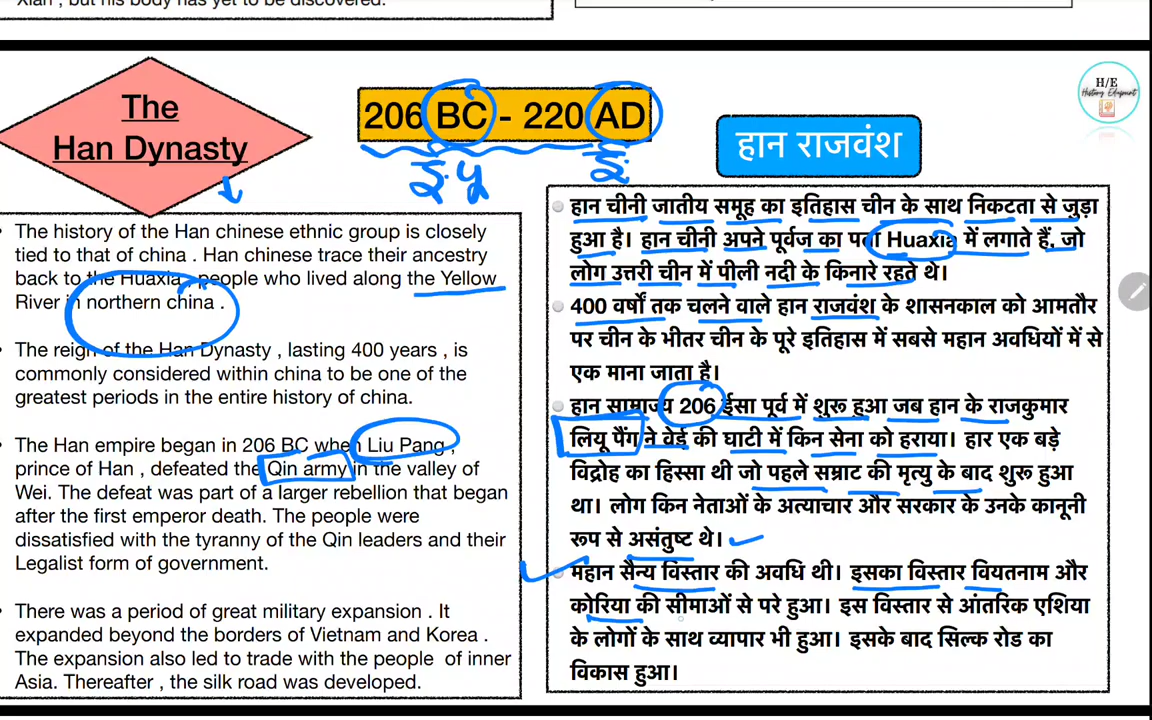 Xian , but his body has yet to be discovered.
The
Han Dynasty
206 BC - 220 AD
ई.पू
ई.
हान राजवंश
H/E
History Edupoint
The history of the Han chinese ethnic group is closely
tied to that of china . Han chinese trace their ancestry
back to the Huaxia , people who lived along the Yellow
River in northern china .
The reign of the Han Dynasty , lasting 400 years , is
commonly considered within china to be one of the
greatest periods in the entire history of china.
The Han empire began in 206 BC when Liu Pang ,
prince of Han , defeated the Qin army in the valley of
Wei. The defeat was part of a larger rebellion that began
after the first emperor death. The people were
dissatisfied with the tyranny of the Qin leaders and their
Legalist form of government.
There was a period of great military expansion . It
expanded beyond the borders of Vietnam and Korea .
The expansion also led to trade with the people of inner
Asia. Thereafter , the silk road was developed.
हान चीनी जातीय समूह का इतिहास चीन के साथ निकटता से जुड़ा
हुआ है। हान चीनी अपने पूर्वज का पता Huaxia में लगाते हैं, जो
लोग उत्तरी चीन में पीली नदी के किनारे रहते थे।
400 वर्षों तक चलने वाले हान राजवंश के शासनकाल को आमतौर
पर चीन के भीतर चीन के पूरे इतिहास में सबसे महान अवधियों में से
एक माना जाता है।
हान साम्राज्य 206 ईसा पूर्व में शुरू हुआ जब हान के राजकुमार
लियू पैंग ने वेई की घाटी में किन सेना को हराया। हार एक बड़े
विद्रोह का हिस्सा थी जो पहले सम्राट की मृत्यु के बाद शुरू हुआ
था। लोग किन नेताओं के अत्याचार और सरकार के उनके कानूनी
रूप से असंतुष्ट थे।
महान सैन्य विस्तार की अवधि थी। इसका विस्तार वियतनाम और
कोरिया की सीमाओं से परे हुआ। इस विस्तार से आंतरिक एशिया
के लोगों के साथ व्यापार भी हुआ। इसके बाद सिल्क रोड का
विकास हुआ।